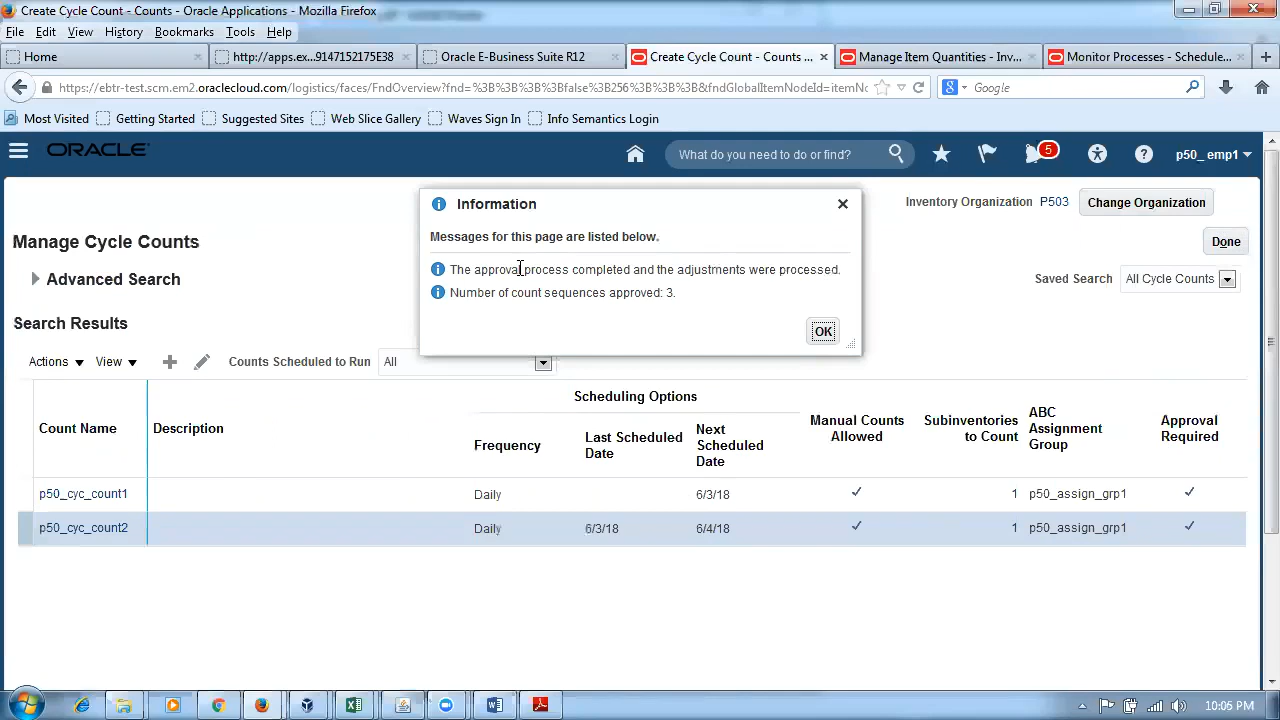 Create Cycle Count - Counts - Oracle Applications - Mozilla Firefox
File Edit View History Bookmarks Tools Help
Home
http://apps.ex...9147152175E38
Oracle E-Business Suite R12
Create Cycle Count - Counts ...
Manage Item Quantities - Inv...
Monitor Processes - Schedule...
https://ebtr-test.scm.em2.oraclecloud.com/logistics/faces/FndOverview?fnd=%3B%3B%3B%3Bfalse%3B256%3B%3B%3B&fndGlobalItemNodeId=itemNo
Google
Most Visited Getting Started Suggested Sites Web Slice Gallery Waves Sign In Info Semantics Login
ORACLE
What do you need to do or find?
5
p50_emp1
Information
Messages for this page are listed below.
The approval process completed and the adjustments were processed.
Number of count sequences approved: 3.
OK
Inventory Organization P503 Change Organization
Manage Cycle Counts
Done
Advanced Search
Saved Search All Cycle Counts
Search Results
Actions View Counts Scheduled to Run All
Count Name
Description
Scheduling Options
Frequency
Last Scheduled Date
Next Scheduled Date
Manual Counts Allowed
Subinventories to Count
ABC Assignment Group
Approval Required
p50_cyc_count1 Daily 6/3/18 1 p50_assign_grp1
p50_cyc_count2 Daily 6/3/18 6/4/18 1 p50_assign_grp1
10:05 PM